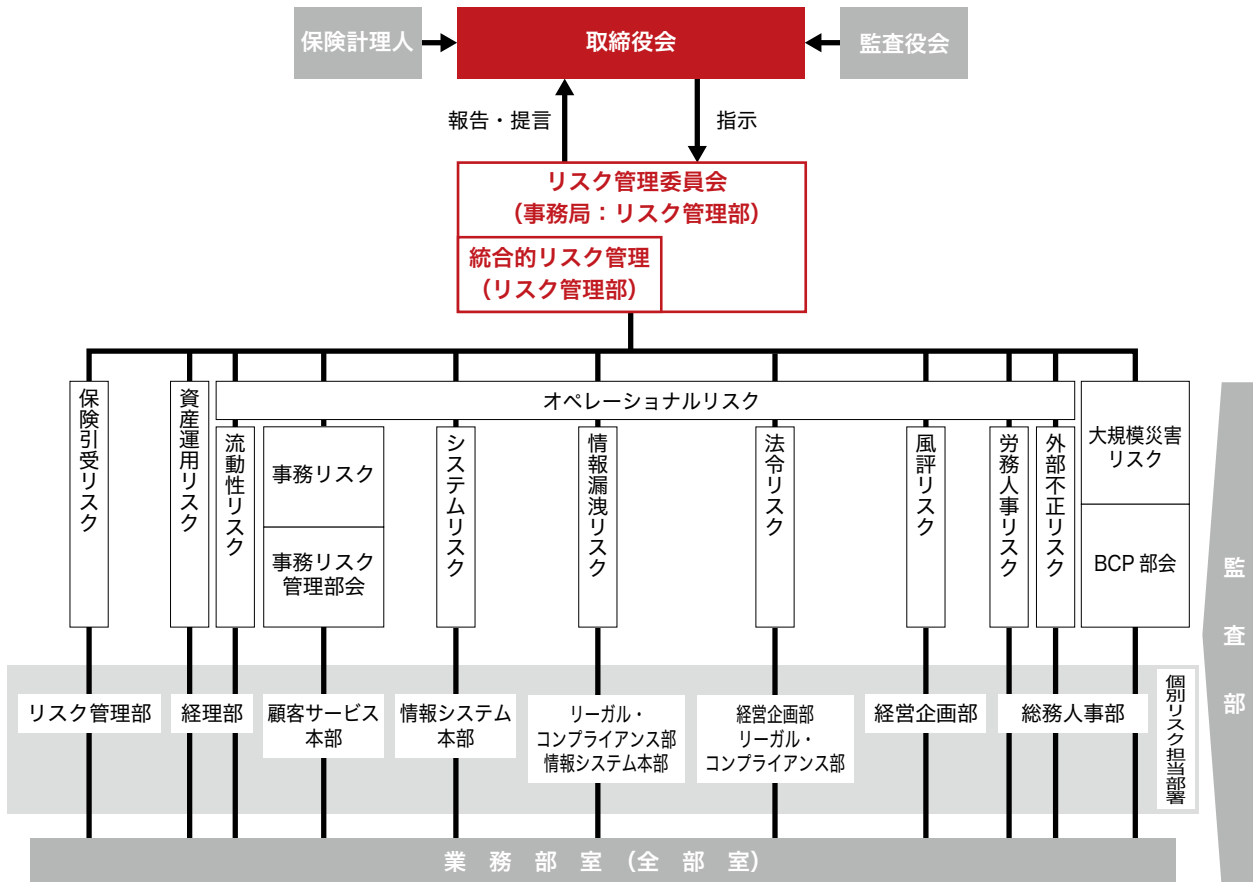 保険計理人
取締役会
監査役会
報告・提言
指示
リスク管理委員会
（事務局：リスク管理部）
統合的リスク管理
（リスク管理部）
保険引受リスク
資産運用リスク
オペレーショナルリスク
流動性リスク
事務リスク
事務リスク
管理部会
システムリスク
情報漏洩リスク
法令リスク
風評リスク
労務人事リスク
外部不正リスク
大規模災害
リスク
BCP 部会
監査部
リスク管理部
経理部
顧客サービス
本部
情報システム
本部
リーガル・
コンプライアンス部
情報システム本部
経営企画部
リーガル・
コンプライアンス部
経営企画部
総務人事部
個別リスク担当部署
業務部室（全部室）